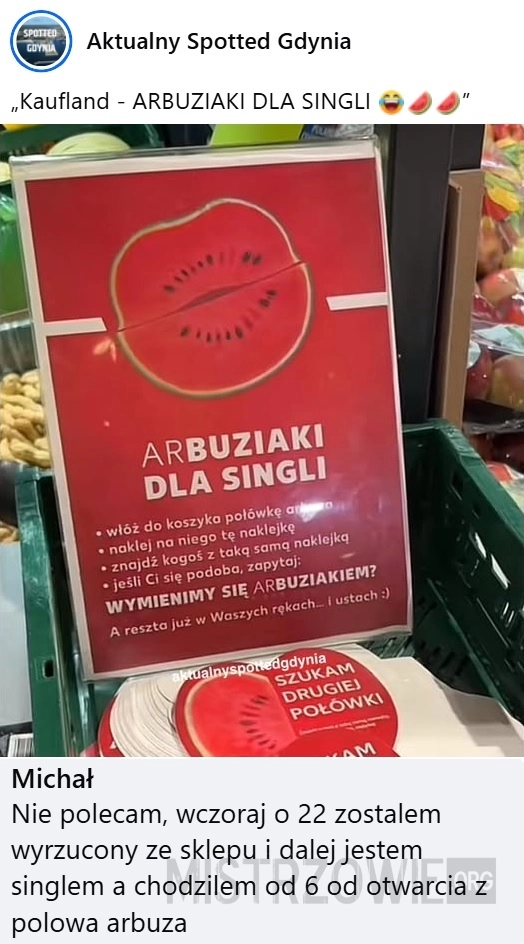 SPOTTED
GDYNIA
Aktualny Spotted Gdynia
„Kaufland - ARBUZIAKI DLA SINGLI 😂🍉🍉”
ARBUZIAKI
DLA SINGLI
• włóż do koszyka połówkę arbuza
• naklej na niego tę naklejkę
• znajdź kogoś z taką samą naklejką
• jeśli Ci się podoba, zapytaj:
WYMIENIMY SIĘ ARBUZIAKIEM?
A reszta już w Waszych rękach... i ustach :)
aktualnyspottedgdynia
SZUKAM
DRUGIEJ
POŁÓWKI
KAM
Michał
Nie polecam, wczoraj o 22 zostalem
wyrzucony ze sklepu i dalej jestem
singlem a chodzilem od 6 od otwarcia z
polowa arbuza
MISTRZOWIE.ORG